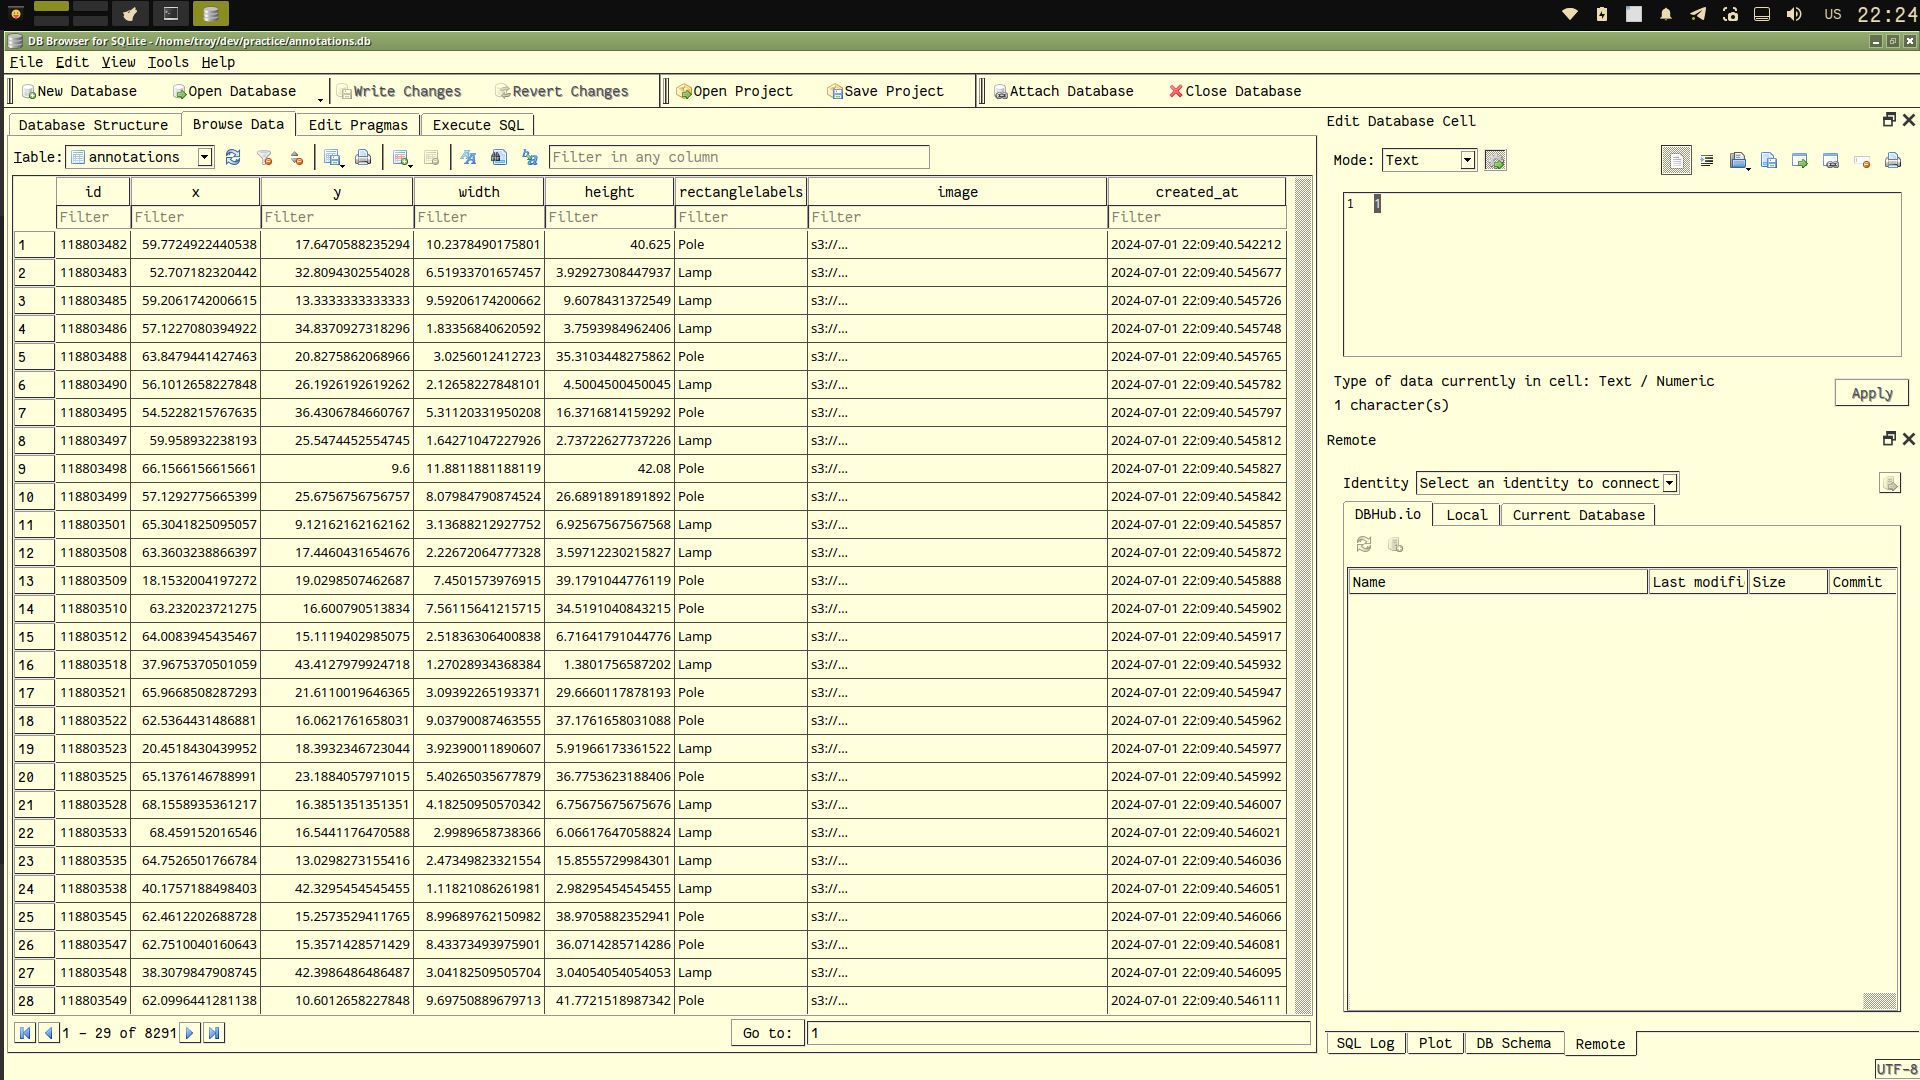 US 22:24
DB Browser for SQLite - /home/troy/dev/practice/annotations.db
File Edit View Tools Help
New Database Open Database Write Changes Revert Changes Open Project Save Project Attach Database Close Database
Database Structure Browse Data Edit Pragmas Execute SQL
Table: annotations Filter in any column
id x y width height rectanglelabels image created_at
Filter Filter Filter Filter Filter Filter Filter Filter
1 118803482 59.7724922440538 17.6470588235294 10.2378490175801 40.625 Pole s3://... 2024-07-01 22:09:40.542212
2 118803483 52.707182320442 32.8094302554028 6.51933701657457 3.92927308447937 Lamp s3://... 2024-07-01 22:09:40.545677
3 118803485 59.2061742006615 13.3333333333333 9.59206174200662 9.6078431372549 Lamp s3://... 2024-07-01 22:09:40.545726
4 118803486 57.1227080394922 34.8370927318296 1.83356840620592 3.7593984962406 Lamp s3://... 2024-07-01 22:09:40.545748
5 118803488 63.8479441427463 20.8275862068966 3.0256012412723 35.3103448275862 Pole s3://... 2024-07-01 22:09:40.545765
6 118803490 56.1012658227848 26.1926192619262 2.12658227848101 4.5004500450045 Lamp s3://... 2024-07-01 22:09:40.545782
7 118803495 54.5228215767635 36.4306784660767 5.31120331950208 16.3716814159292 Pole s3://... 2024-07-01 22:09:40.545797
8 118803497 59.958932238193 25.5474452554745 1.64271047227926 2.73722627737226 Lamp s3://... 2024-07-01 22:09:40.545812
9 118803498 66.1566156615661 9.6 11.8811881188119 42.08 Pole s3://... 2024-07-01 22:09:40.545827
10 118803499 57.1292775665399 25.6756756756757 8.07984790874524 26.6891891891892 Pole s3://... 2024-07-01 22:09:40.545842
11 118803501 65.3041825095057 9.12162162162162 3.13688212927752 6.92567567567568 Lamp s3://... 2024-07-01 22:09:40.545857
12 118803508 63.3603238866397 17.4460431654676 2.22672064777328 3.59712230215827 Lamp s3://... 2024-07-01 22:09:40.545872
13 118803509 18.1532004197272 19.0298507462687 7.4501573976915 39.1791044776119 Pole s3://... 2024-07-01 22:09:40.545888
14 118803510 63.232023721275 16.600790513834 7.56115641215715 34.5191040843215 Pole s3://... 2024-07-01 22:09:40.545902
15 118803512 64.0083945435467 15.1119402985075 2.51836306400838 6.71641791044776 Lamp s3://... 2024-07-01 22:09:40.545917
16 118803518 37.9675370501059 43.4127979924718 1.27028934368384 1.3801756587202 Lamp s3://... 2024-07-01 22:09:40.545932
17 118803521 65.9668508287293 21.6110019646365 3.09392265193371 29.6660117878193 Pole s3://... 2024-07-01 22:09:40.545947
18 118803522 62.5364431486881 16.0621761658031 9.03790087463555 37.1761658031088 Pole s3://... 2024-07-01 22:09:40.545962
19 118803523 20.4518430439952 18.3932346723044 3.92390011890607 5.91966173361522 Lamp s3://... 2024-07-01 22:09:40.545977
20 118803525 65.1376146788991 23.1884057971015 5.40265035677879 36.7753623188406 Pole s3://... 2024-07-01 22:09:40.545992
21 118803528 68.1558935361217 16.3851351351351 4.18250950570342 6.75675675675676 Lamp s3://... 2024-07-01 22:09:40.546007
22 118803533 68.459152016546 16.5441176470588 2.9989658738366 6.06617647058824 Lamp s3://... 2024-07-01 22:09:40.546021
23 118803535 64.7526501766784 13.0298273155416 2.47349823321554 15.8555729984301 Lamp s3://... 2024-07-01 22:09:40.546036
24 118803538 40.1757188498403 42.3295454545455 1.11821086261981 2.98295454545455 Lamp s3://... 2024-07-01 22:09:40.546051
25 118803545 62.4612202688728 15.2573529411765 8.99689762150982 38.9705882352941 Pole s3://... 2024-07-01 22:09:40.546066
26 118803547 62.7510040160643 15.3571428571429 8.43373493975901 36.0714285714286 Pole s3://... 2024-07-01 22:09:40.546081
27 118803548 38.3079847908745 42.3986486486487 3.04182509505704 3.04054054054053 Lamp s3://... 2024-07-01 22:09:40.546095
28 118803549 62.0996441281138 10.6012658227848 9.69750889679713 41.7721518987342 Pole s3://... 2024-07-01 22:09:40.546111
1 - 29 of 8291 Go to: 1
Edit Database Cell
Mode: Text
1 1
Type of data currently in cell: Text / Numeric
1 character(s)
Apply
Remote
Identity Select an identity to connect
DBHub.io Local Current Database
Name Last modifi Size Commit
SQL Log Plot DB Schema Remote
UTF-8